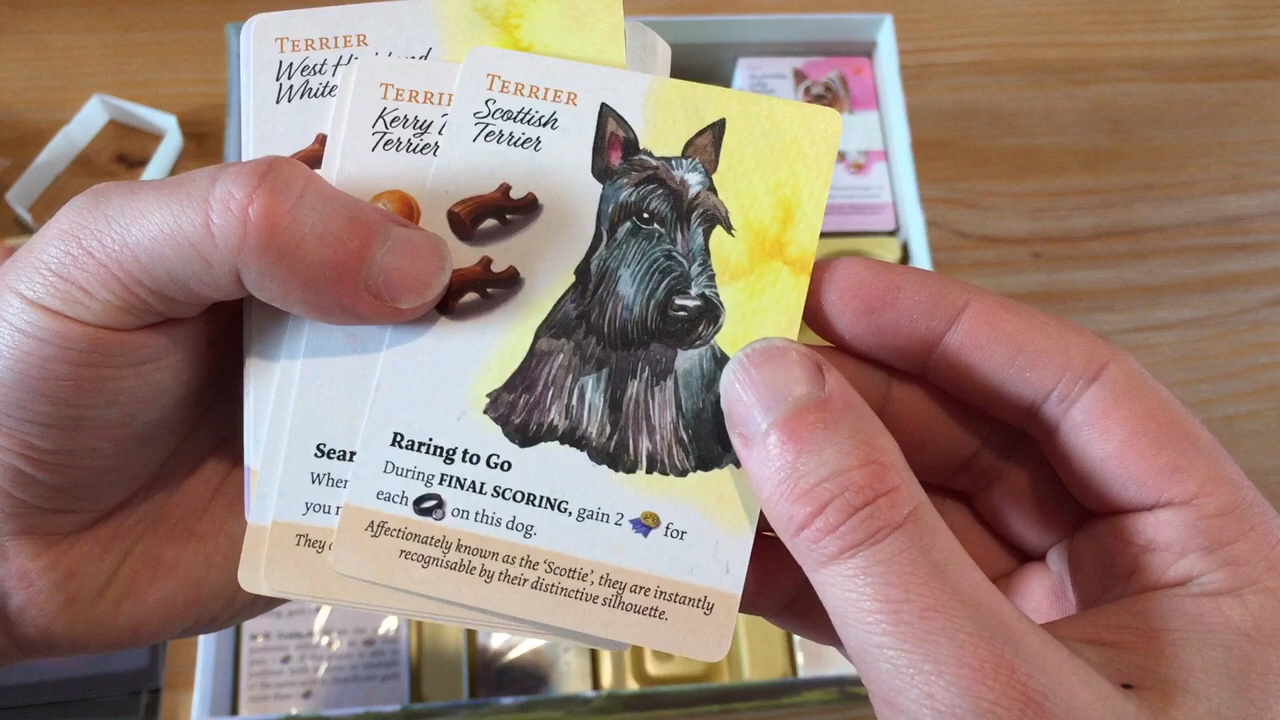 TERRIER
West Highland
White
TERRIE
Kerry
Terrier
TERRIER
Scottish
Terrier
Sear
When
you
They
Raring to Go
During FINAL SCORING, gain 2 for
each on this dog.
Affectionately known as the ‘Scottie’, they are instantly
recognisable by their distinctive silhouette.